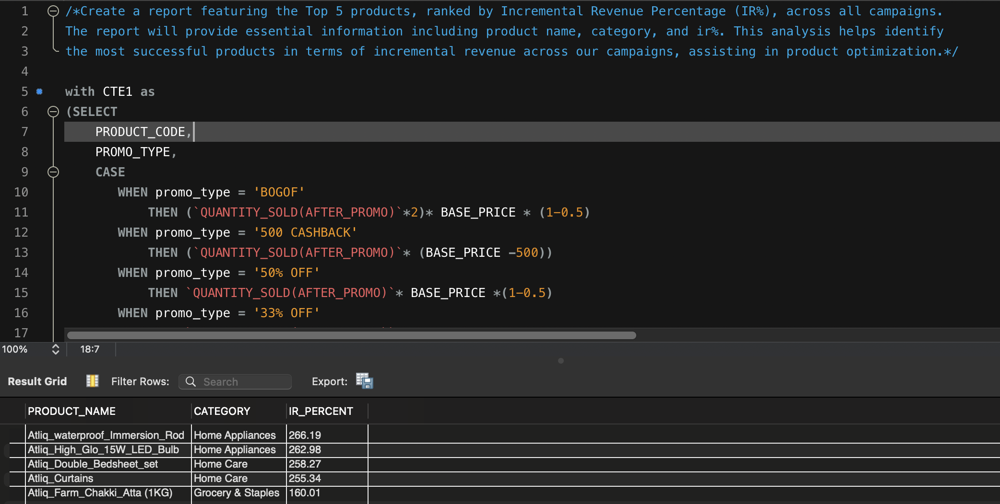 1 /*Create a report featuring the Top 5 products, ranked by Incremental Revenue Percentage (IR%), across all campaigns.
2 The report will provide essential information including product name, category, and ir%. This analysis helps identify
3 the most successful products in terms of incremental revenue across our campaigns, assisting in product optimization.*/
4
5 with CTE1 as
6 (SELECT
7 PRODUCT_CODE,
8 PROMO_TYPE,
9 CASE
10 WHEN promo_type = 'BOGOF'
11 THEN (`QUANTITY_SOLD(AFTER_PROMO)`*2)* BASE_PRICE * (1-0.5)
12 WHEN promo_type = '500 CASHBACK'
13 THEN (`QUANTITY_SOLD(AFTER_PROMO)`* (BASE_PRICE -500))
14 WHEN promo_type = '50% OFF'
15 THEN `QUANTITY_SOLD(AFTER_PROMO)`* BASE_PRICE *(1-0.5)
16 WHEN promo_type = '33% OFF'
17
100% 18:7
Result Grid Filter Rows: Search Export:
PRODUCT_NAME CATEGORY IR_PERCENT
Atliq_waterproof_Immersion_Rod Home Appliances 266.19
Atliq_High_Glo_15W_LED_Bulb Home Appliances 262.98
Atliq_Double_Bedsheet_set Home Care 258.27
Atliq_Curtains Home Care 255.34
Atliq_Farm_Chakki_Atta (1KG) Grocery & Staples 160.01